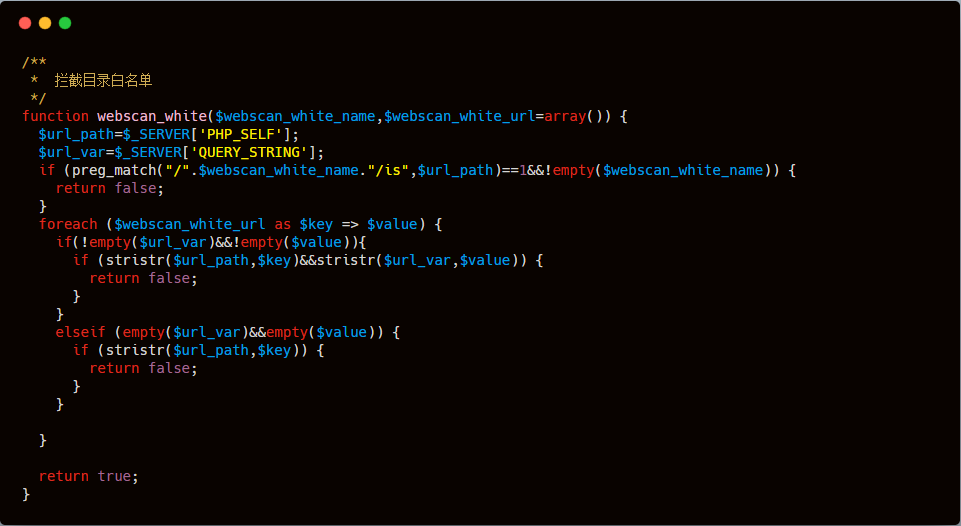 /**
 *  拦截目录白名单
 */
function webscan_white($webscan_white_name,$webscan_white_url=array()) {
  $url_path=$_SERVER['PHP_SELF'];
  $url_var=$_SERVER['QUERY_STRING'];
  if (preg_match("/".$webscan_white_name."/is",$url_path)==1&&!empty($webscan_white_name)) {
    return false;
  }
  foreach ($webscan_white_url as $key => $value) {
    if(!empty($url_var)&&!empty($value)){
      if (stristr($url_path,$key)&&stristr($url_var,$value)) {
        return false;
      }
    }
    elseif (empty($url_var)&&empty($value)) {
      if (stristr($url_path,$key)) {
        return false;
      }
    }
  }
  return true;
}